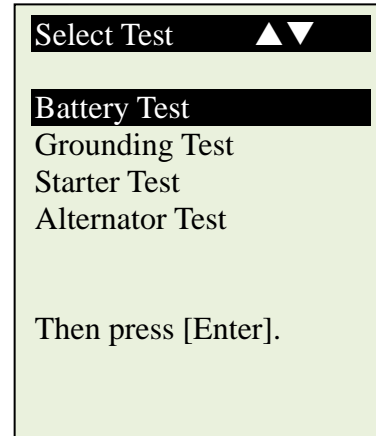 Select Test ▲▼
Battery Test
Grounding Test
Starter Test
Alternator Test
Then press [Enter].